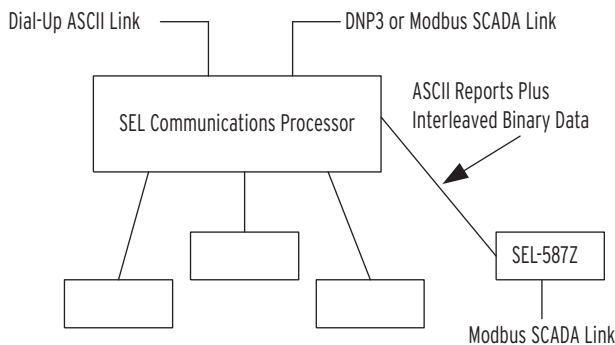 Dial-Up ASCII Link
DNP3 or Modbus SCADA Link
SEL Communications Processor
ASCII Reports Plus
Interleaved Binary Data
SEL-587Z
Modbus SCADA Link